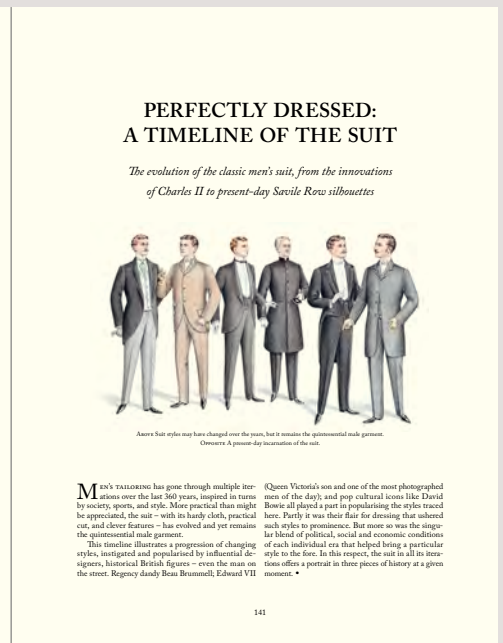 PERFECTLY DRESSED:
A TIMELINE OF THE SUIT
The evolution of the classic men's suit, from the innovations
of Charles II to present-day Savile Row silhouettes
Above Suit styles may have changed over the years, but it remains the quintessential male garment.
Opposite A present-day incarnation of the suit.
Men's tailoring has gone through multiple iter-
ations over the last 360 years, inspired in turns
by society, sports, and style. More practical than might
be appreciated, the suit – with its hardy cloth, practical
cut, and clever features – has evolved and yet remains
the quintessential male garment.
This timeline illustrates a progression of changing
styles, instigated and popularised by influential de-
signers, historical British figures – even the man on
the street. Regency dandy Beau Brummell; Edward VII
(Queen Victoria's son and one of the most photographed
men of the day); and pop cultural icons like David
Bowie all played a part in popularising the styles traced
here. Partly it was their flair for dressing that ushered
such styles to prominence. But more so was the singu-
lar blend of political, social and economic conditions
of each individual era that helped bring a particular
style to the fore. In this respect, the suit in all its itera-
tions offers a portrait in three pieces of history at a given
moment. •
141